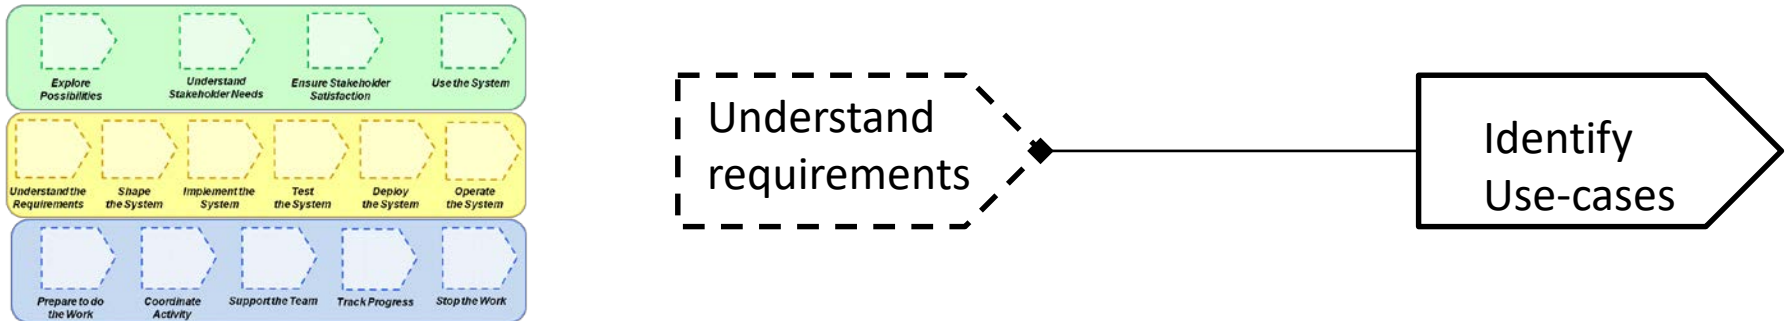 Explore
Possibilities
Understand
Stakeholder Needs
Ensure Stakeholder
Satisfaction
Use the System
Understand the
Requirements
Shape
the System
Implement the
System
Test
the System
Deploy
the System
Operate
the System
Prepare to do
the Work
Coordinate
Activity
Support the Team
Track Progress
Stop the Work
Understand
requirements
Identify
Use-cases